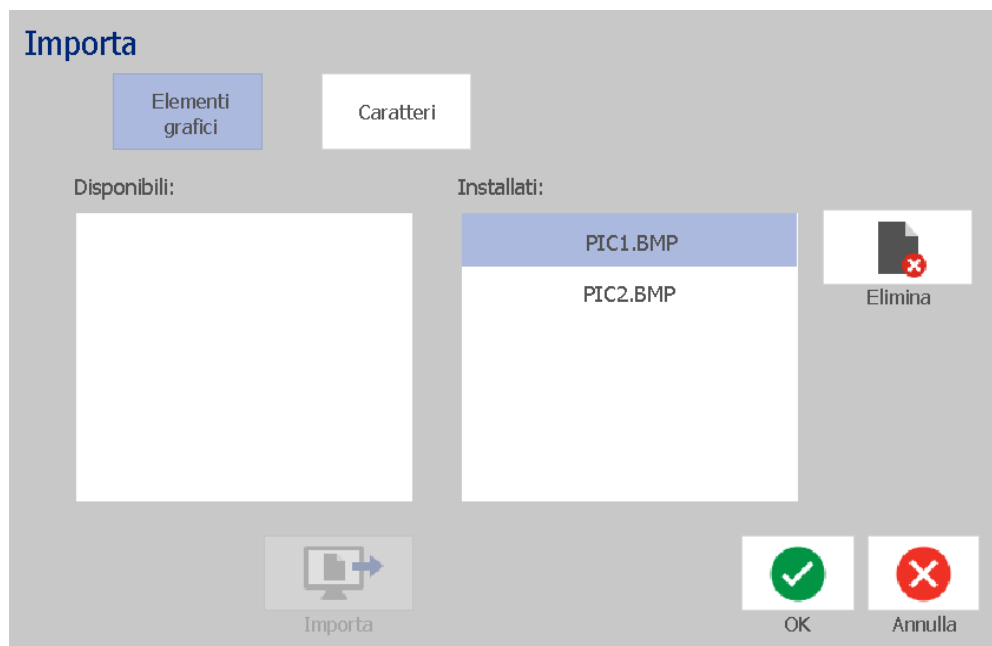 Importa
Elementi
grafici
Caratteri
Disponibili:
Installati:
PIC1.BMP
PIC2.BMP
Elimina
Importa
OK
Annulla